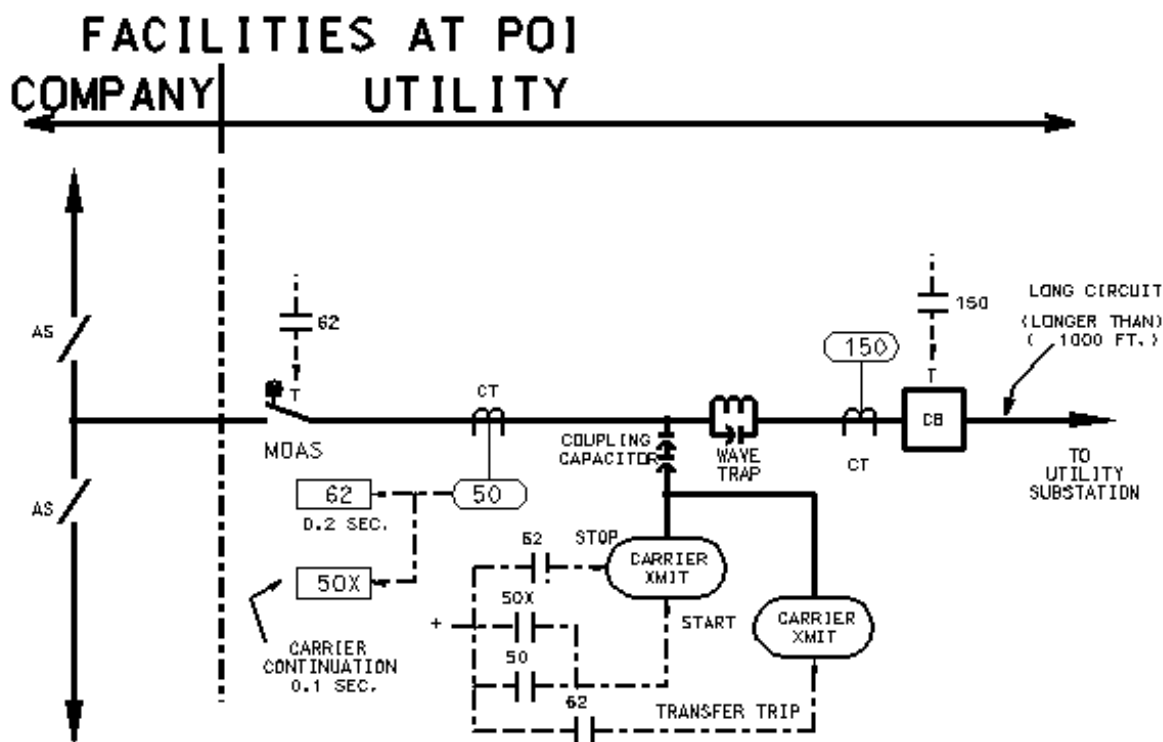 FACILITIES AT POI
COMPANY
UTILITY
AS
AS
62
T
MOAS
CT
62
0.2 SEC.
50
50X
CARRIER
CONTINUATION
0.1 SEC.
COUPLING
CAPACITOR
WAVE
TRAP
150
CT
150
T
CB
LONG CIRCUIT
(LONGER THAN)
( 1000 FT.)
TO
UTILITY
SUBSTATION
62
STOP
CARRIER
XMIT
50X
START
+
50
62
TRANSFER TRIP
CARRIER
XMIT